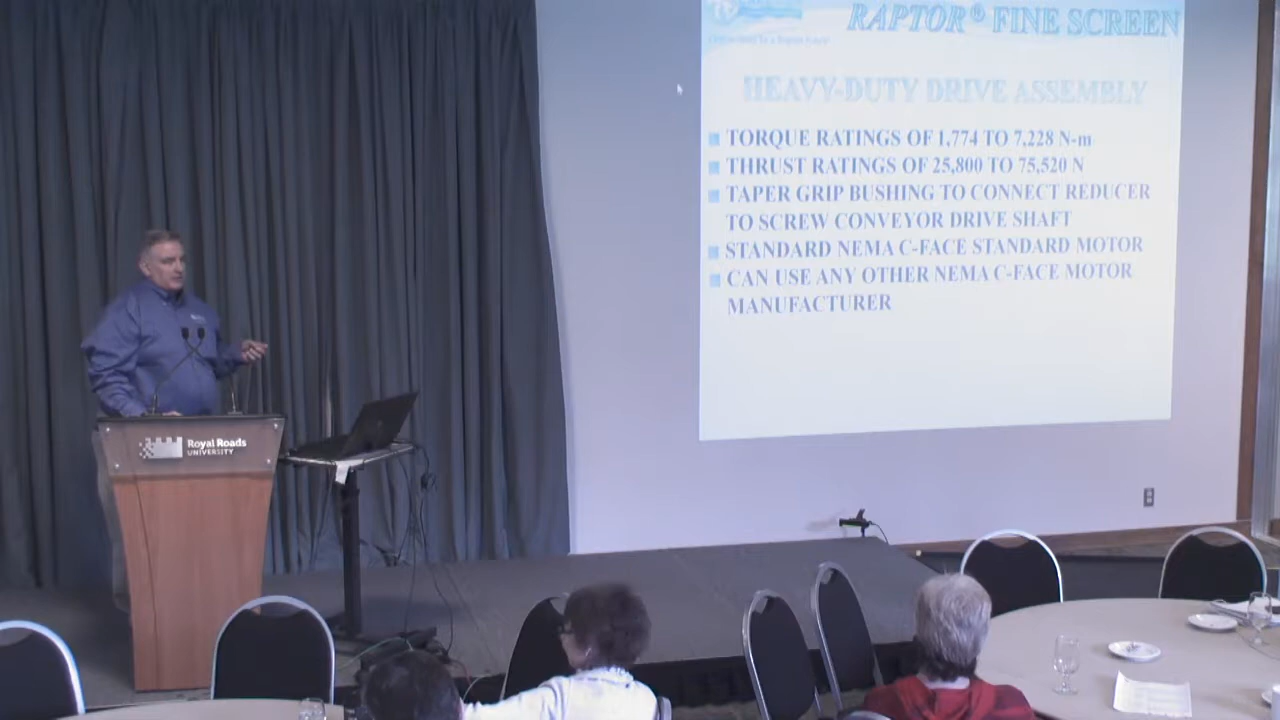 RAPTOR® FINE SCREEN
HEAVY-DUTY DRIVE ASSEMBLY
TORQUE RATINGS OF 1,774 TO 7,228 N-m
THRUST RATINGS OF 25,800 TO 75,520 N
TAPER GRIP BUSHING TO CONNECT REDUCER
TO SCREW CONVEYOR DRIVE SHAFT
STANDARD NEMA C-FACE STANDARD MOTOR
CAN USE ANY OTHER NEMA C-FACE MOTOR
MANUFACTURER
Royal Roads
UNIVERSITY